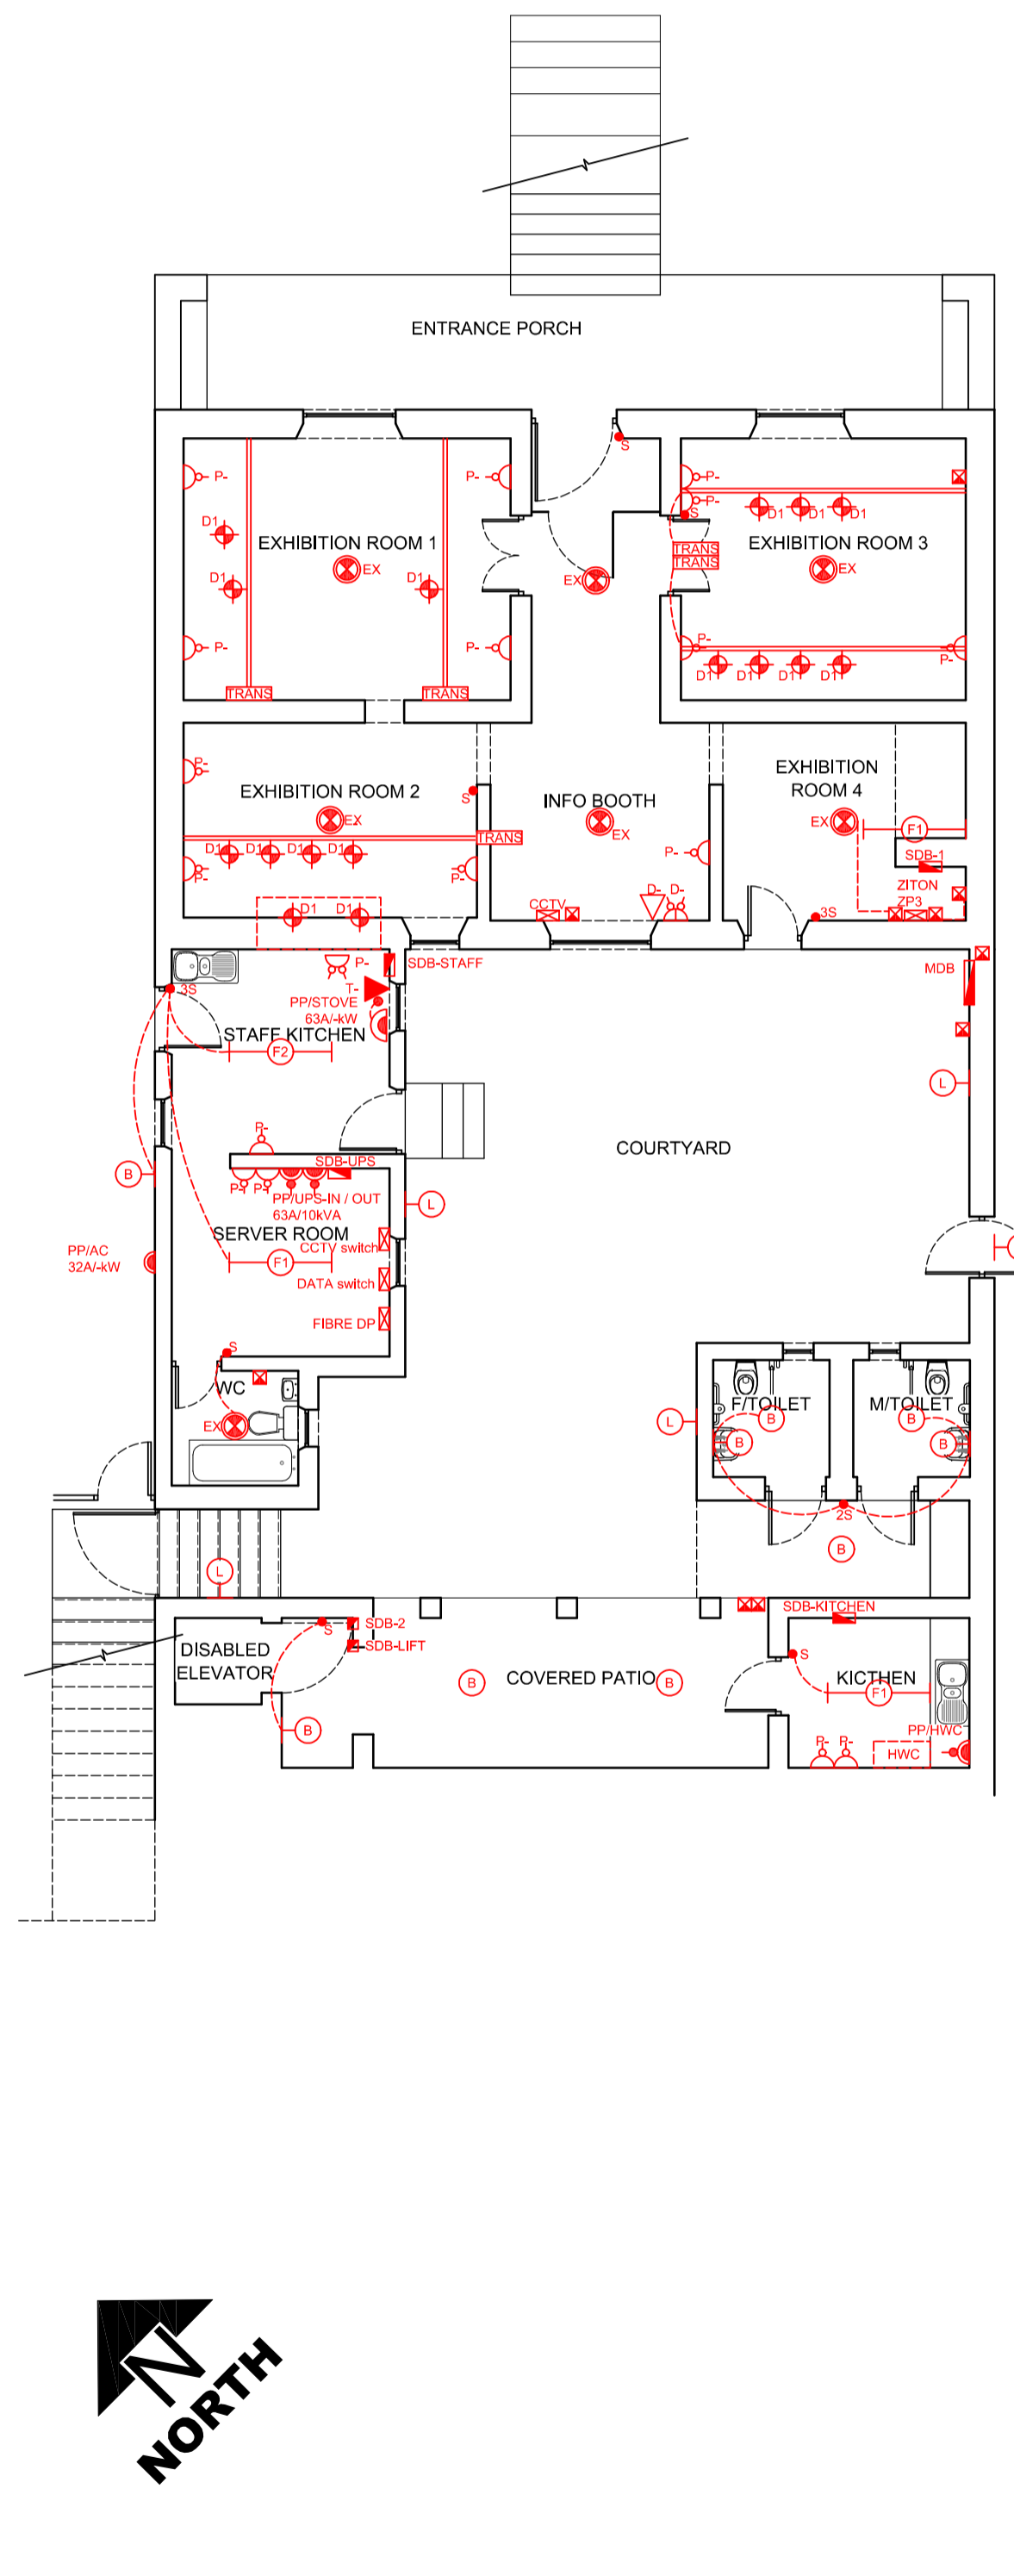 ENTRANCE PORCH
S
P- P- P-
P-
S
D1 D1 D1 D1
EXHIBITION ROOM 1 TRANS EXHIBITION ROOM 3
TRANS
EX EX EX
D1 D1
P- P- P- P-
D1 D1 D1 D1
TRANS TRANS
P- EXHIBITION
EXHIBITION ROOM 2 ROOM 4
S INFO BOOTH
EX EX EX F1
TRANS
D1 D1 D1 D1 P- SDB-1
P- P- ZITON
D- D- ZP3
CCTV
D1 D1 3S
P- SDB-STAFF MDB
T-
3S PP/STOVE
63A/-kW
STAFF KITCHEN
F2
L
P- COURTYARD
SDB-UPS
B
P- P- PP/UPS-IN / OUT
63A/10kVA
L
SERVER ROOM
PP/AC CCTV switch
32A/-kW F1
DATA switch
FIBRE DP
S
WC
F/TOILET M/TOILET
EX L B B
B B
2S
B
L
SDB-KITCHEN
SDB-2
S
DISABLED SDB-LIFT
ELEVATOR S
COVERED PATIO KICTHEN
B B F1
B PP/HWC
P- P-
HWC
N
NORTH